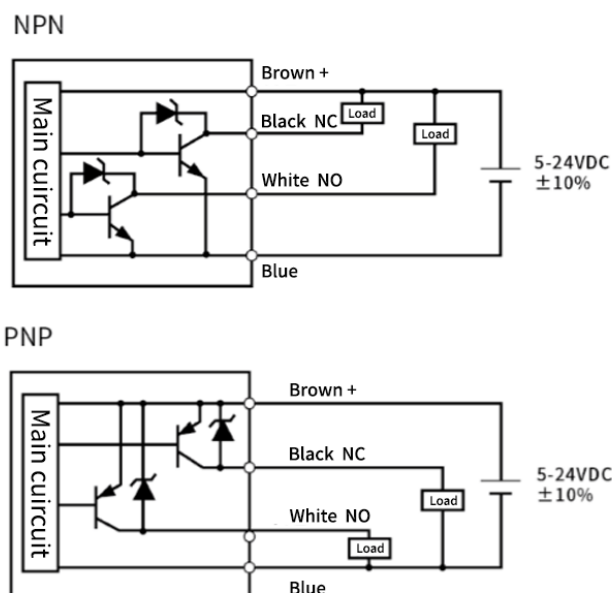 NPN
Main cuircuit
Brown +
Black NC
Load
Load
White NO
5-24VDC
±10%
Blue
PNP
Main cuircuit
Brown +
Black NC
5-24VDC
±10%
Load
White NO
Load
Blue